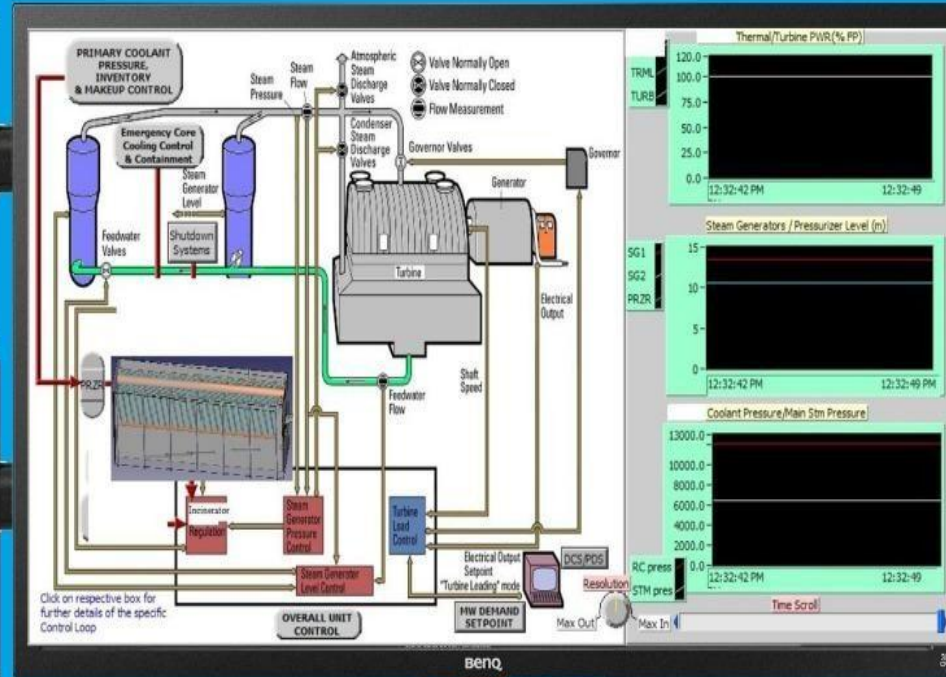 PRIMARY COOLANT
PRESSURE,
INVENTORY
& MAKEUP CONTROL
Steam
Pressure
Steam
Flow
Atmospheric
Steam
Discharge
Valves
Valve Normally Open
Valve Normally Closed
Flow Measurement
Emergency Core
Cooling Control
& Containment
Condenser
Steam
Discharge
Valves
Governor Valves
Governor
Steam
Generator
Level
Generator
Feedwater
Valves
Shutdown
Systems
Turbine
Electrical
Output
PRZR
Shaft
Speed
Feedwater
Flow
Incinerator
Regulation
Steam
Generator
Pressure
Control
Turbine
Load
Control
Steam Generater
Level Control
Electrical Output
Setpoint
"Turbine Leading" mode
DCS/PDS
Click on respective box for
further details of the specific
Control Loop
OVERALL UNIT
CONTROL
MW DEMAND
SETPOINT
Resolution
Max Out
Max In
Time Scroll
Thermal/Turbine PWR(% FP)
TRML
TURB
120.0
100.0
75.0
50.0
25.0
0.0
12:32:42 PM
12:32:49
Steam Generators / Pressurizer Level (m)
SG1
SG2
PRZR
15
10
5
0
12:32:42 PM
12:32:49 PM
Coolant Pressure/Main Stm Pressure
13000.0
10000.0
8000.0
6000.0
4000.0
2000.0
0.0
RC press
STM pres
12:32:42 PM
12:32:49 PM
BenQ